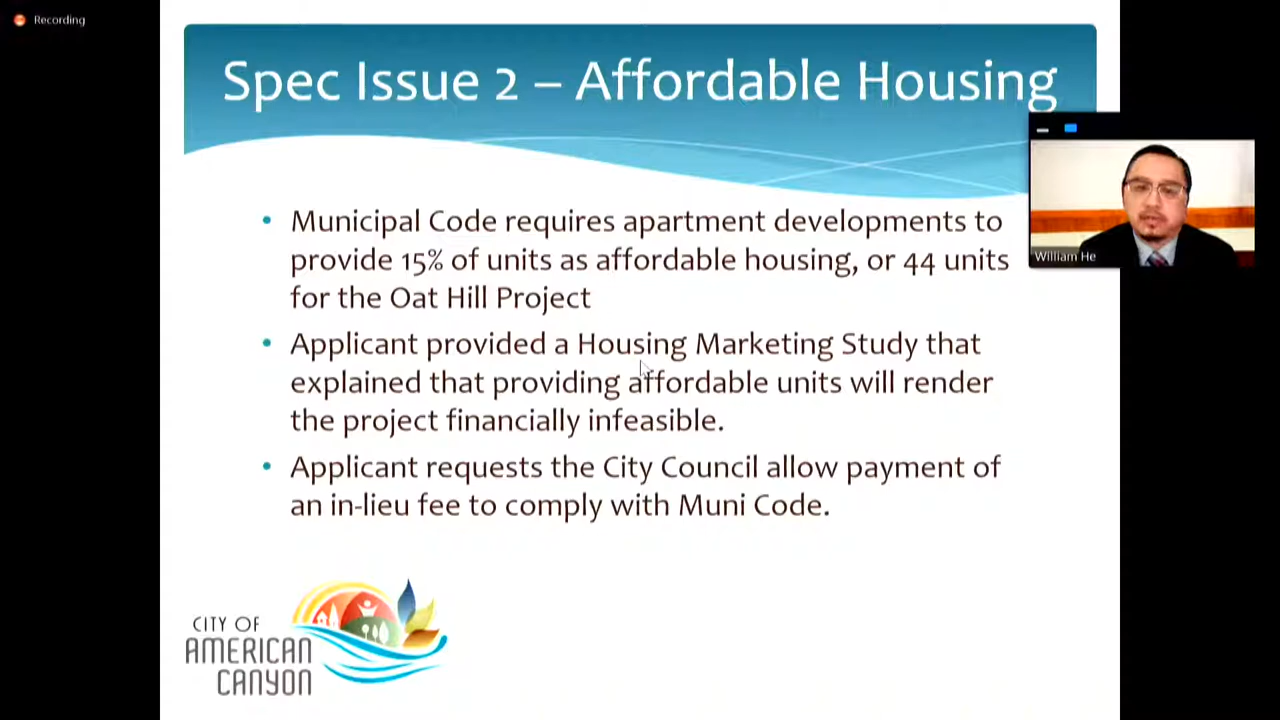 Recording
Spec Issue 2 – Affordable Housing
• Municipal Code requires apartment developments to
provide 15% of units as affordable housing, or 44 units
for the Oat Hill Project
• Applicant provided a Housing Marketing Study that
explained that providing affordable units will render
the project financially infeasible.
• Applicant requests the City Council allow payment of
an in-lieu fee to comply with Muni Code.
William He
CITY OF
AMERICAN
CANYON